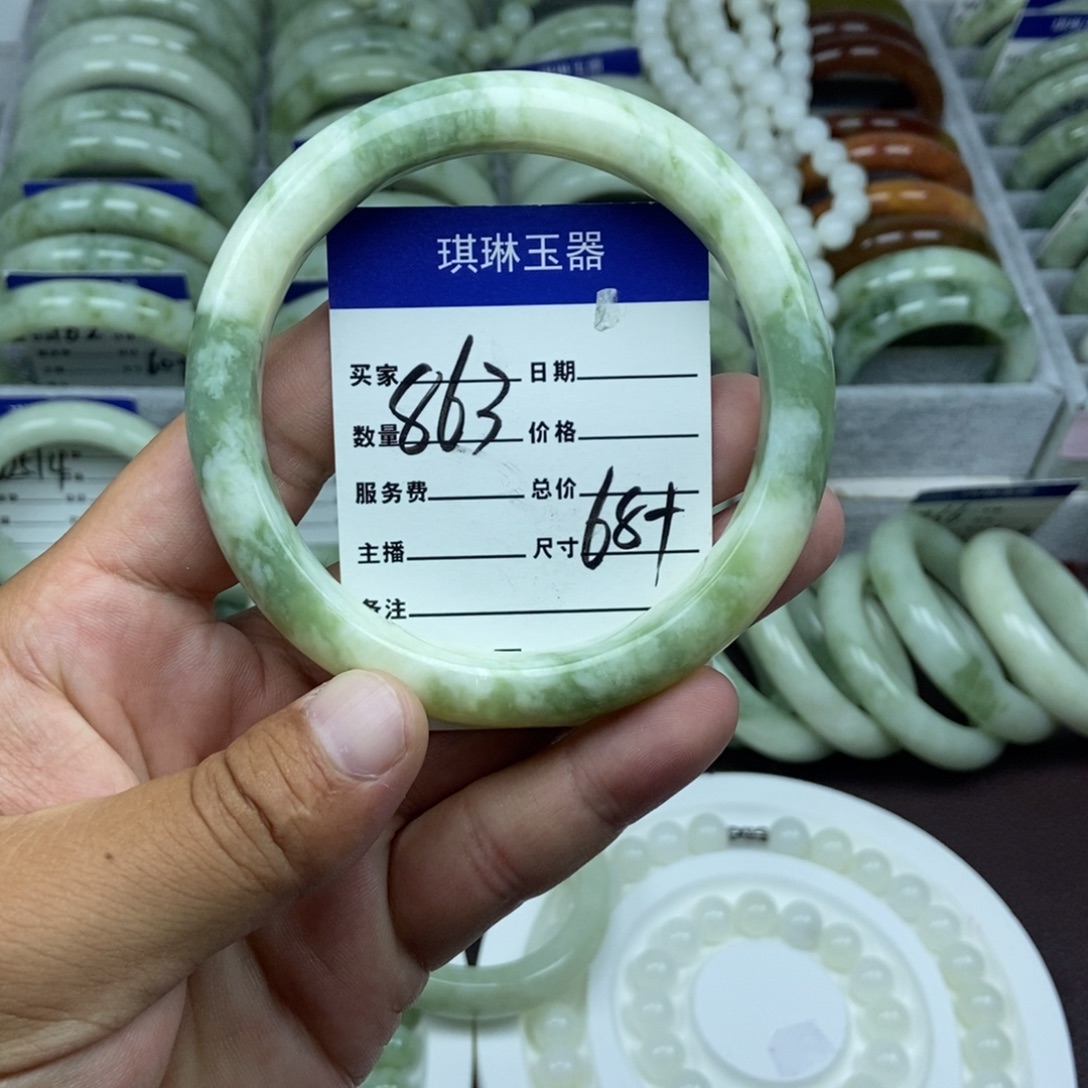 琪琳玉器
买家 863 日期
数量 价格
服务费 总价
主播 尺寸 68+
备注